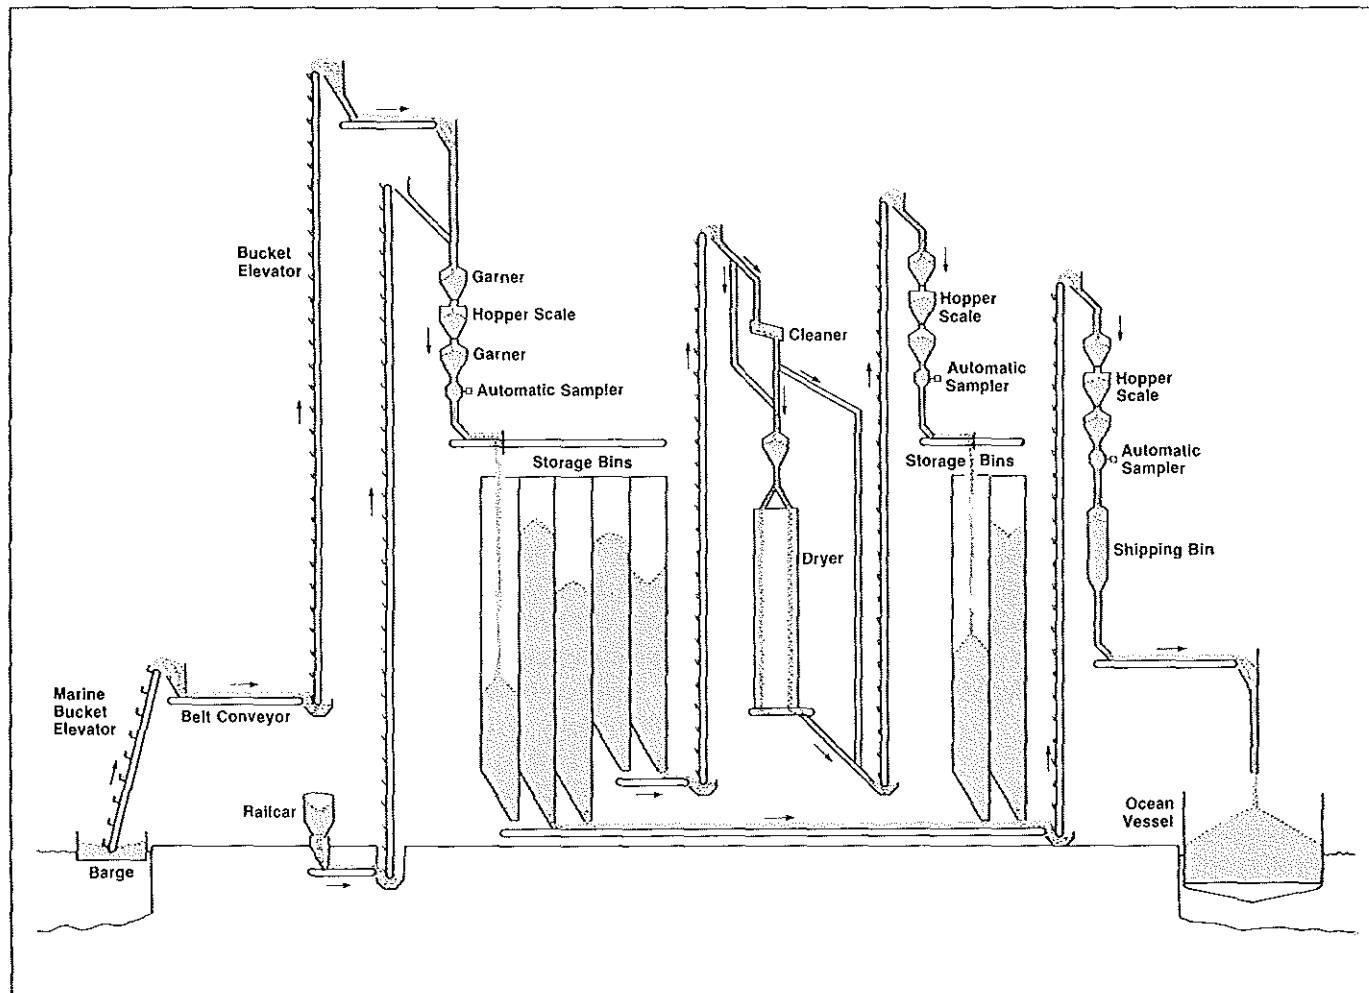 Bucket
Elevator
Garner
Hopper Scale
Garner
Automatic Sampler
Storage Bins
Cleaner
Dryer
Hopper
Scale
Automatic
Sampler
Storage Bins
Hopper
Scale
Automatic
Sampler
Shipping Bin
Marine
Bucket
Elevator
Belt Conveyor
Railcar
Barge
Ocean
Vessel